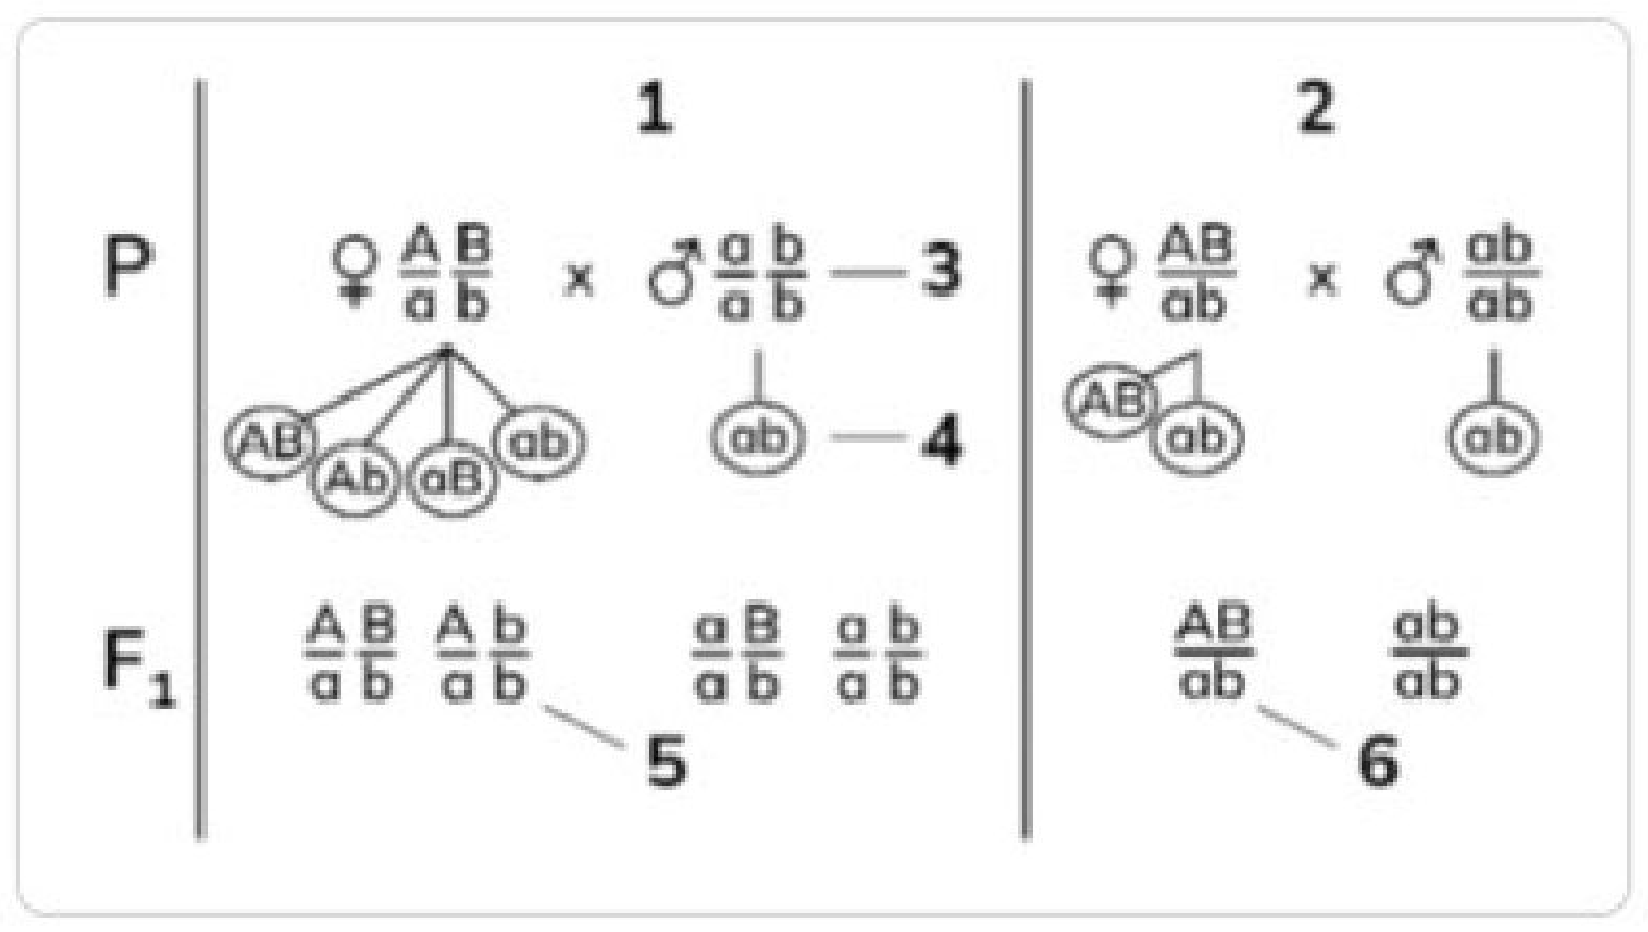 1 2
P ♀ A B x ♂ a b 3 ♀ AB x ♂ ab
a b a b ab ab
AB Ab aB ab ab 4 AB ab ab
F₁ A B A b a B a b AB ab
a b a b a b a b ab ab
5 6